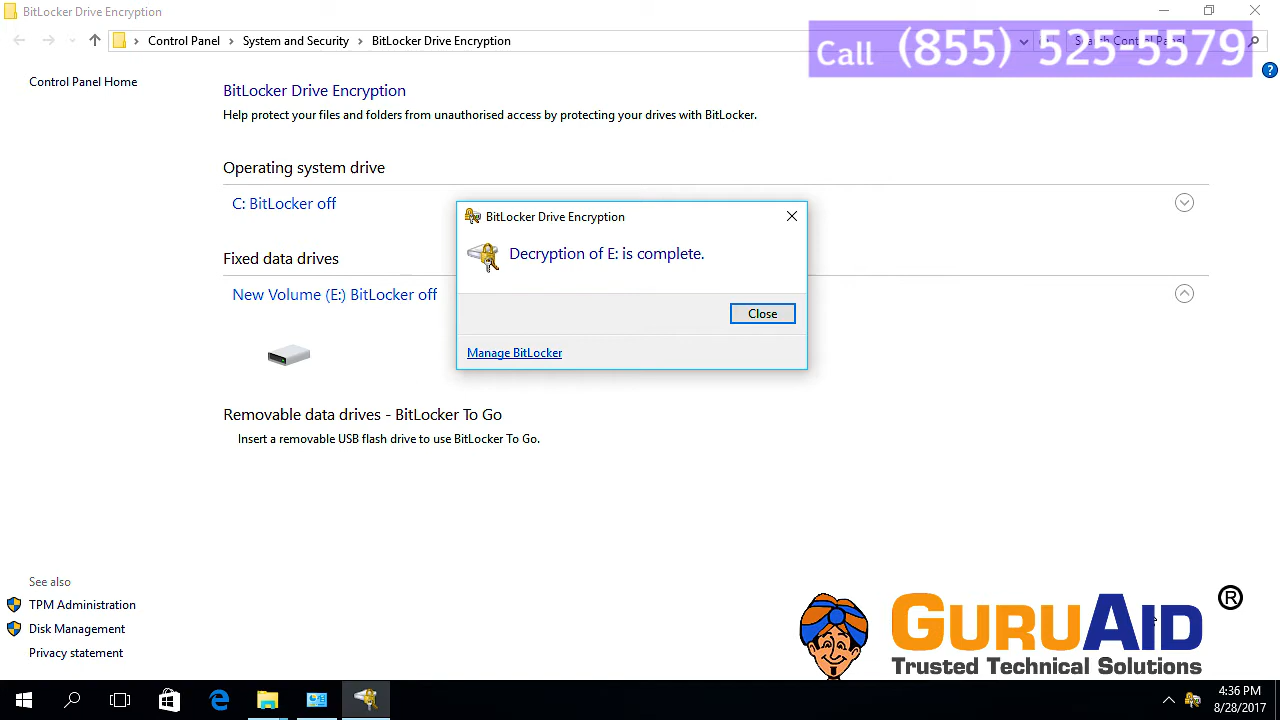 BitLocker Drive Encryption
Call (855) 525-5579
Control Panel > System and Security > BitLocker Drive Encryption
Search Control Panel
?
Control Panel Home
BitLocker Drive Encryption
Help protect your files and folders from unauthorised access by protecting your drives with BitLocker.
Operating system drive
C: BitLocker off
Fixed data drives
New Volume (E:) BitLocker off
BitLocker Drive Encryption
Decryption of E: is complete.
Close
Manage BitLocker
Removable data drives - BitLocker To Go
Insert a removable USB flash drive to use BitLocker To Go.
See also
TPM Administration
Disk Management
Privacy statement
GURUAID ®
Trusted Technical Solutions
4:36 PM
8/28/2017